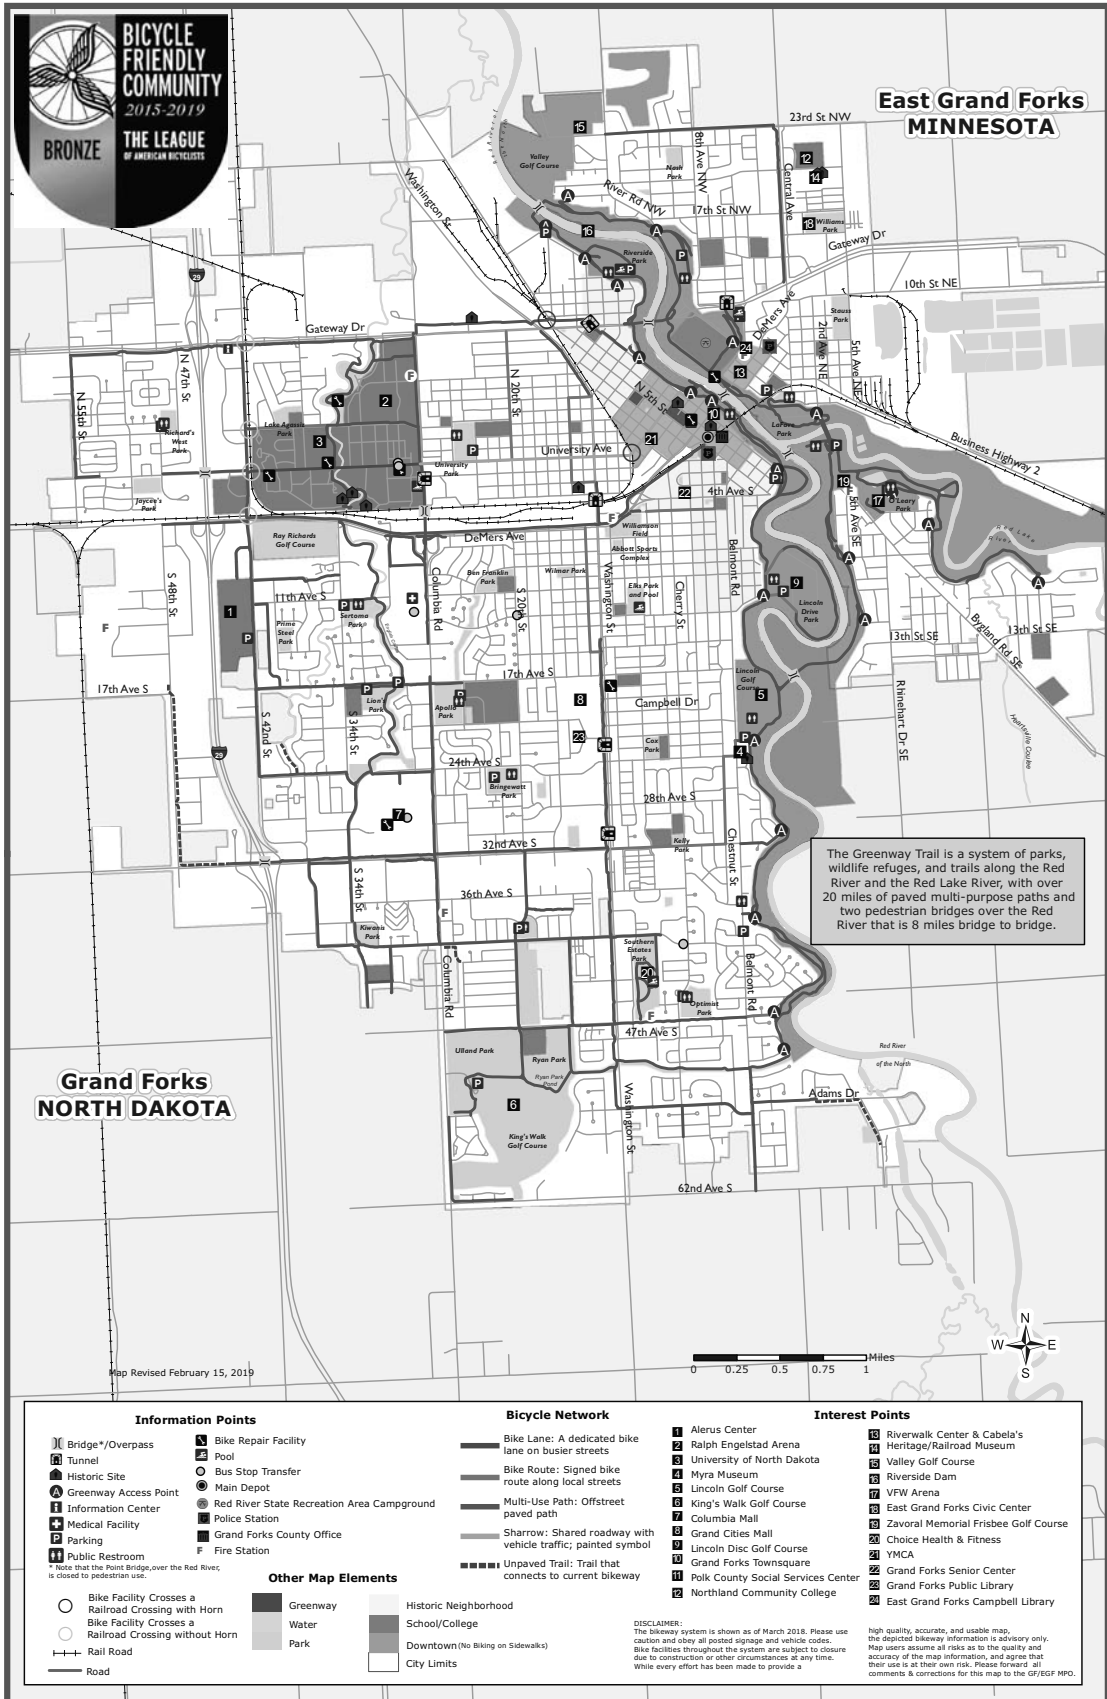 BICYCLE
FRIENDLY
COMMUNITY
2015-2019
BRONZE
THE LEAGUE
OF AMERICAN BICYCLISTS
East Grand Forks
MINNESOTA
23rd St NW
Washington St
Valley
Golf Course
Nash
Park
8th Ave NW
Central Ave
River Rd NW
17th St NW
Williams
Park
Gateway Dr
Riverside
Park
10th St NE
Stauss
Park
DeMers Ave
2nd Ave NE
5th Ave NE
Gateway Dr
N 47th St
N 55th St
N 20th St
N 5th St
Richard's
West
Park
Lake Agassiz
Park
University
Park
University Ave
LaFave
Park
Business Highway 2
Jaycee's
Park
4th Ave S
5th Ave SE
O'Leary
Park
Red Lake
River
Ray Richards
Golf Course
DeMers Ave
Williamson
Field
Abbott Sports
Complex
Belmont Rd
S 48th St
Columbia Rd
Ben Franklin
Park
Wilmar Park
S 20th St
Washington St
Elks Park
and Pool
Cherry St
Lincoln
Drive
Park
11th Ave S
Sertoma
Park
Prime
Steel
Park
13th St SE
Bygland Rd SE
13th St SE
17th Ave S
17th Ave S
Lion's
Park
Apollo
Park
Campbell Dr
Lincoln
Golf
Course
Rhinehart Dr SE
Heartsville Coulee
S 42nd St
S 34th St
Cox
Park
24th Ave S
Bringewatt
Park
28th Ave S
32nd Ave S
Kelly
Park
Chestnut St
The Greenway Trail is a system of parks,
wildlife refuges, and trails along the Red
River and the Red Lake River, with over
20 miles of paved multi-purpose paths and
two pedestrian bridges over the Red
River that is 8 miles bridge to bridge.
S 34th St
36th Ave S
Kiwanis
Park
Southern
Estates
Park
Belmont Rd
Columbia Rd
Optimist
Park
47th Ave S
Ulland Park
Ryan Park
Ryan Park
Pond
Red River
of the North
Grand Forks
NORTH DAKOTA
Adams Dr
Washington St
King's Walk
Golf Course
62nd Ave S
N
W E
S
Miles
0 0.25 0.5 0.75 1
Map Revised February 15, 2019
Information Points
Bridge*/Overpass
Tunnel
Historic Site
Greenway Access Point
Information Center
Medical Facility
Parking
Public Restroom
* Note that the Point Bridge,over the Red River,
is closed to pedestrian use.
Bike Repair Facility
Pool
Bus Stop Transfer
Main Depot
Red River State Recreation Area Campground
Police Station
Grand Forks County Office
F Fire Station
Bike Facility Crosses a
Railroad Crossing with Horn
Bike Facility Crosses a
Railroad Crossing without Horn
Rail Road
Road
Other Map Elements
Greenway
Water
Park
Historic Neighborhood
School/College
Downtown (No Biking on Sidewalks)
City Limits
Bicycle Network
Bike Lane: A dedicated bike
lane on busier streets
Bike Route: Signed bike
route along local streets
Multi-Use Path: Offstreet
paved path
Sharrow: Shared roadway with
vehicle traffic; painted symbol
Unpaved Trail: Trail that
connects to current bikeway
Interest Points
1 Alerus Center
2 Ralph Engelstad Arena
3 University of North Dakota
4 Myra Museum
5 Lincoln Golf Course
6 King's Walk Golf Course
7 Columbia Mall
8 Grand Cities Mall
9 Lincoln Disc Golf Course
10 Grand Forks Townsquare
11 Polk County Social Services Center
12 Northland Community College
13 Riverwalk Center & Cabela's
14 Heritage/Railroad Museum
15 Valley Golf Course
16 Riverside Dam
17 VFW Arena
18 East Grand Forks Civic Center
19 Zavoral Memorial Frisbee Golf Course
20 Choice Health & Fitness
21 YMCA
22 Grand Forks Senior Center
23 Grand Forks Public Library
24 East Grand Forks Campbell Library
DISCLAIMER:
The bikeway system is shown as of March 2018. Please use
caution and obey all posted signage and vehicle codes.
Bike facilities throughout the system are subject to closure
due to construction or other circumstances at any time.
While every effort has been made to provide a
high quality, accurate, and usable map,
the depicted bikeway information is advisory only.
Map users assume all risks as to the quality and
accuracy of the map information, and agree that
their use is at their own risk. Please forward all
comments & corrections for this map to the GF/EGF MPO.